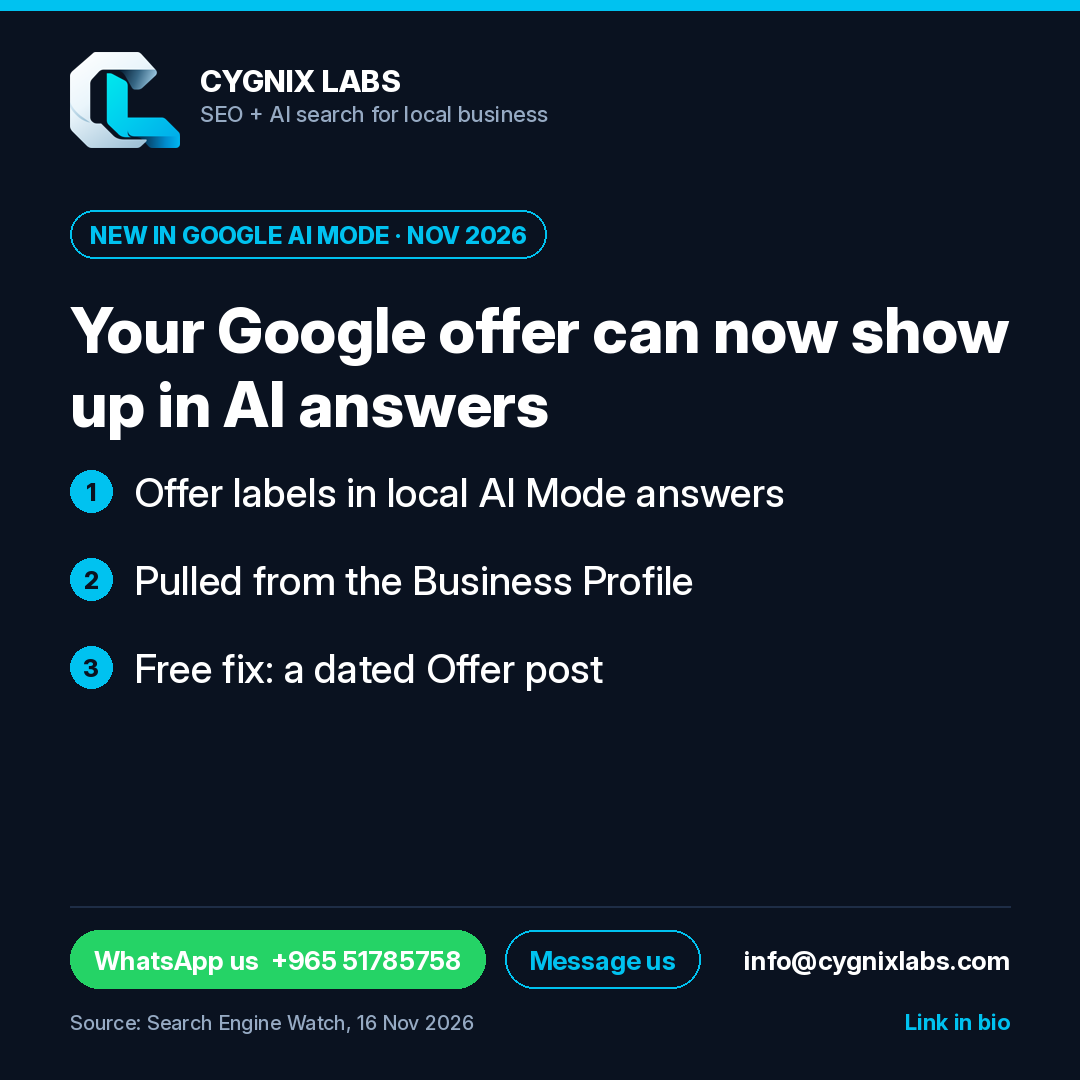 CYGNIX LABS
SEO + AI search for local business
NEW IN GOOGLE AI MODE · NOV 2026
Your Google offer can now show
up in AI answers
1 Offer labels in local AI Mode answers
2 Pulled from the Business Profile
3 Free fix: a dated Offer post
WhatsApp us +965 51785758
Message us
info@cygnixlabs.com
Source: Search Engine Watch, 16 Nov 2026
Link in bio